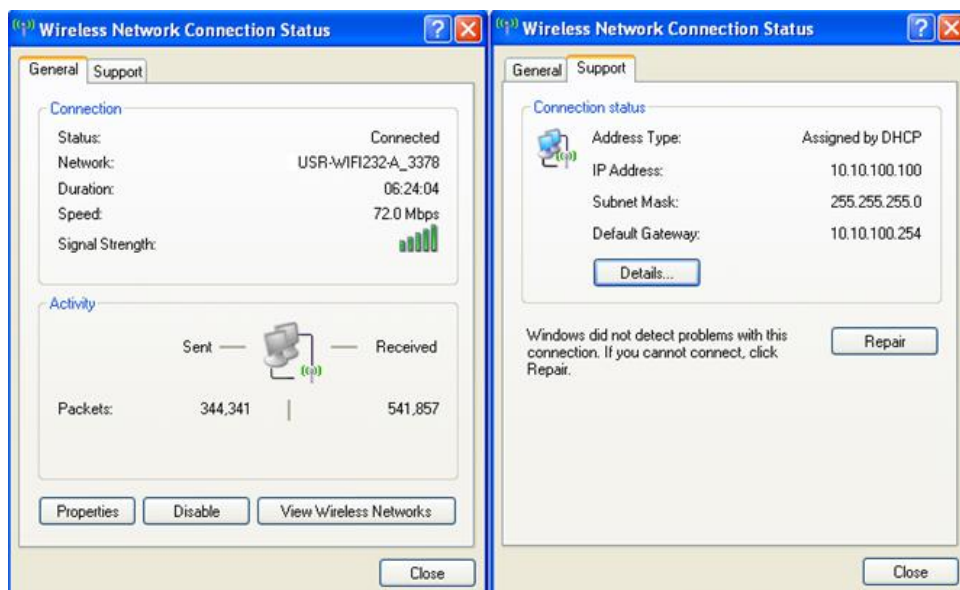 Wireless Network Connection Status
General Support
Connection
Status: Connected
Network: USR-WIFI232-A_3378
Duration: 06:24:04
Speed: 72.0 Mbps
Signal Strength:
Activity
Sent Received
Packets: 344,341 541,857
Properties Disable View Wireless Networks
Close
Wireless Network Connection Status
General Support
Connection status
Address Type: Assigned by DHCP
IP Address: 10.10.100.100
Subnet Mask: 255.255.255.0
Default Gateway: 10.10.100.254
Details...
Windows did not detect problems with this
connection. If you cannot connect, click
Repair.
Repair
Close